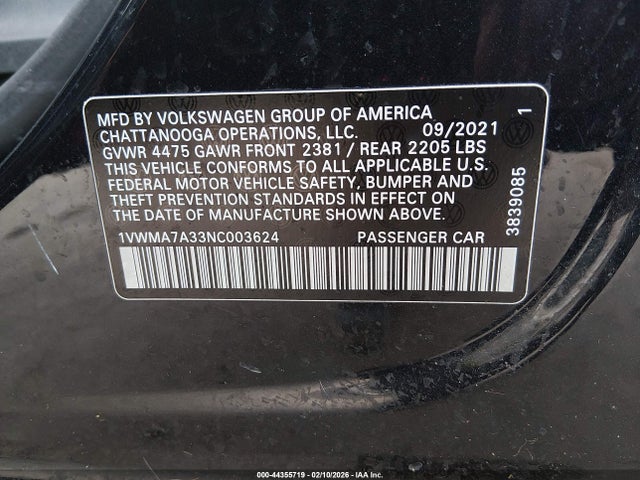 MFD BY VOLKSWAGEN GROUP OF AMERICA
CHATTANOOGA OPERATIONS, LLC. 09/2021
GVWR 4475 GAWR FRONT 2381 / REAR 2205 LBS
THIS VEHICLE CONFORMS TO ALL APPLICABLE U.S.
FEDERAL MOTOR VEHICLE SAFETY, BUMPER AND
THEFT PREVENTION STANDARDS IN EFFECT ON
THE DATE OF MANUFACTURE SHOWN ABOVE.
1VWMA7A33NC003624 PASSENGER CAR
3839085 1
000-44355719 - 02/10/2026 - IAA Inc.